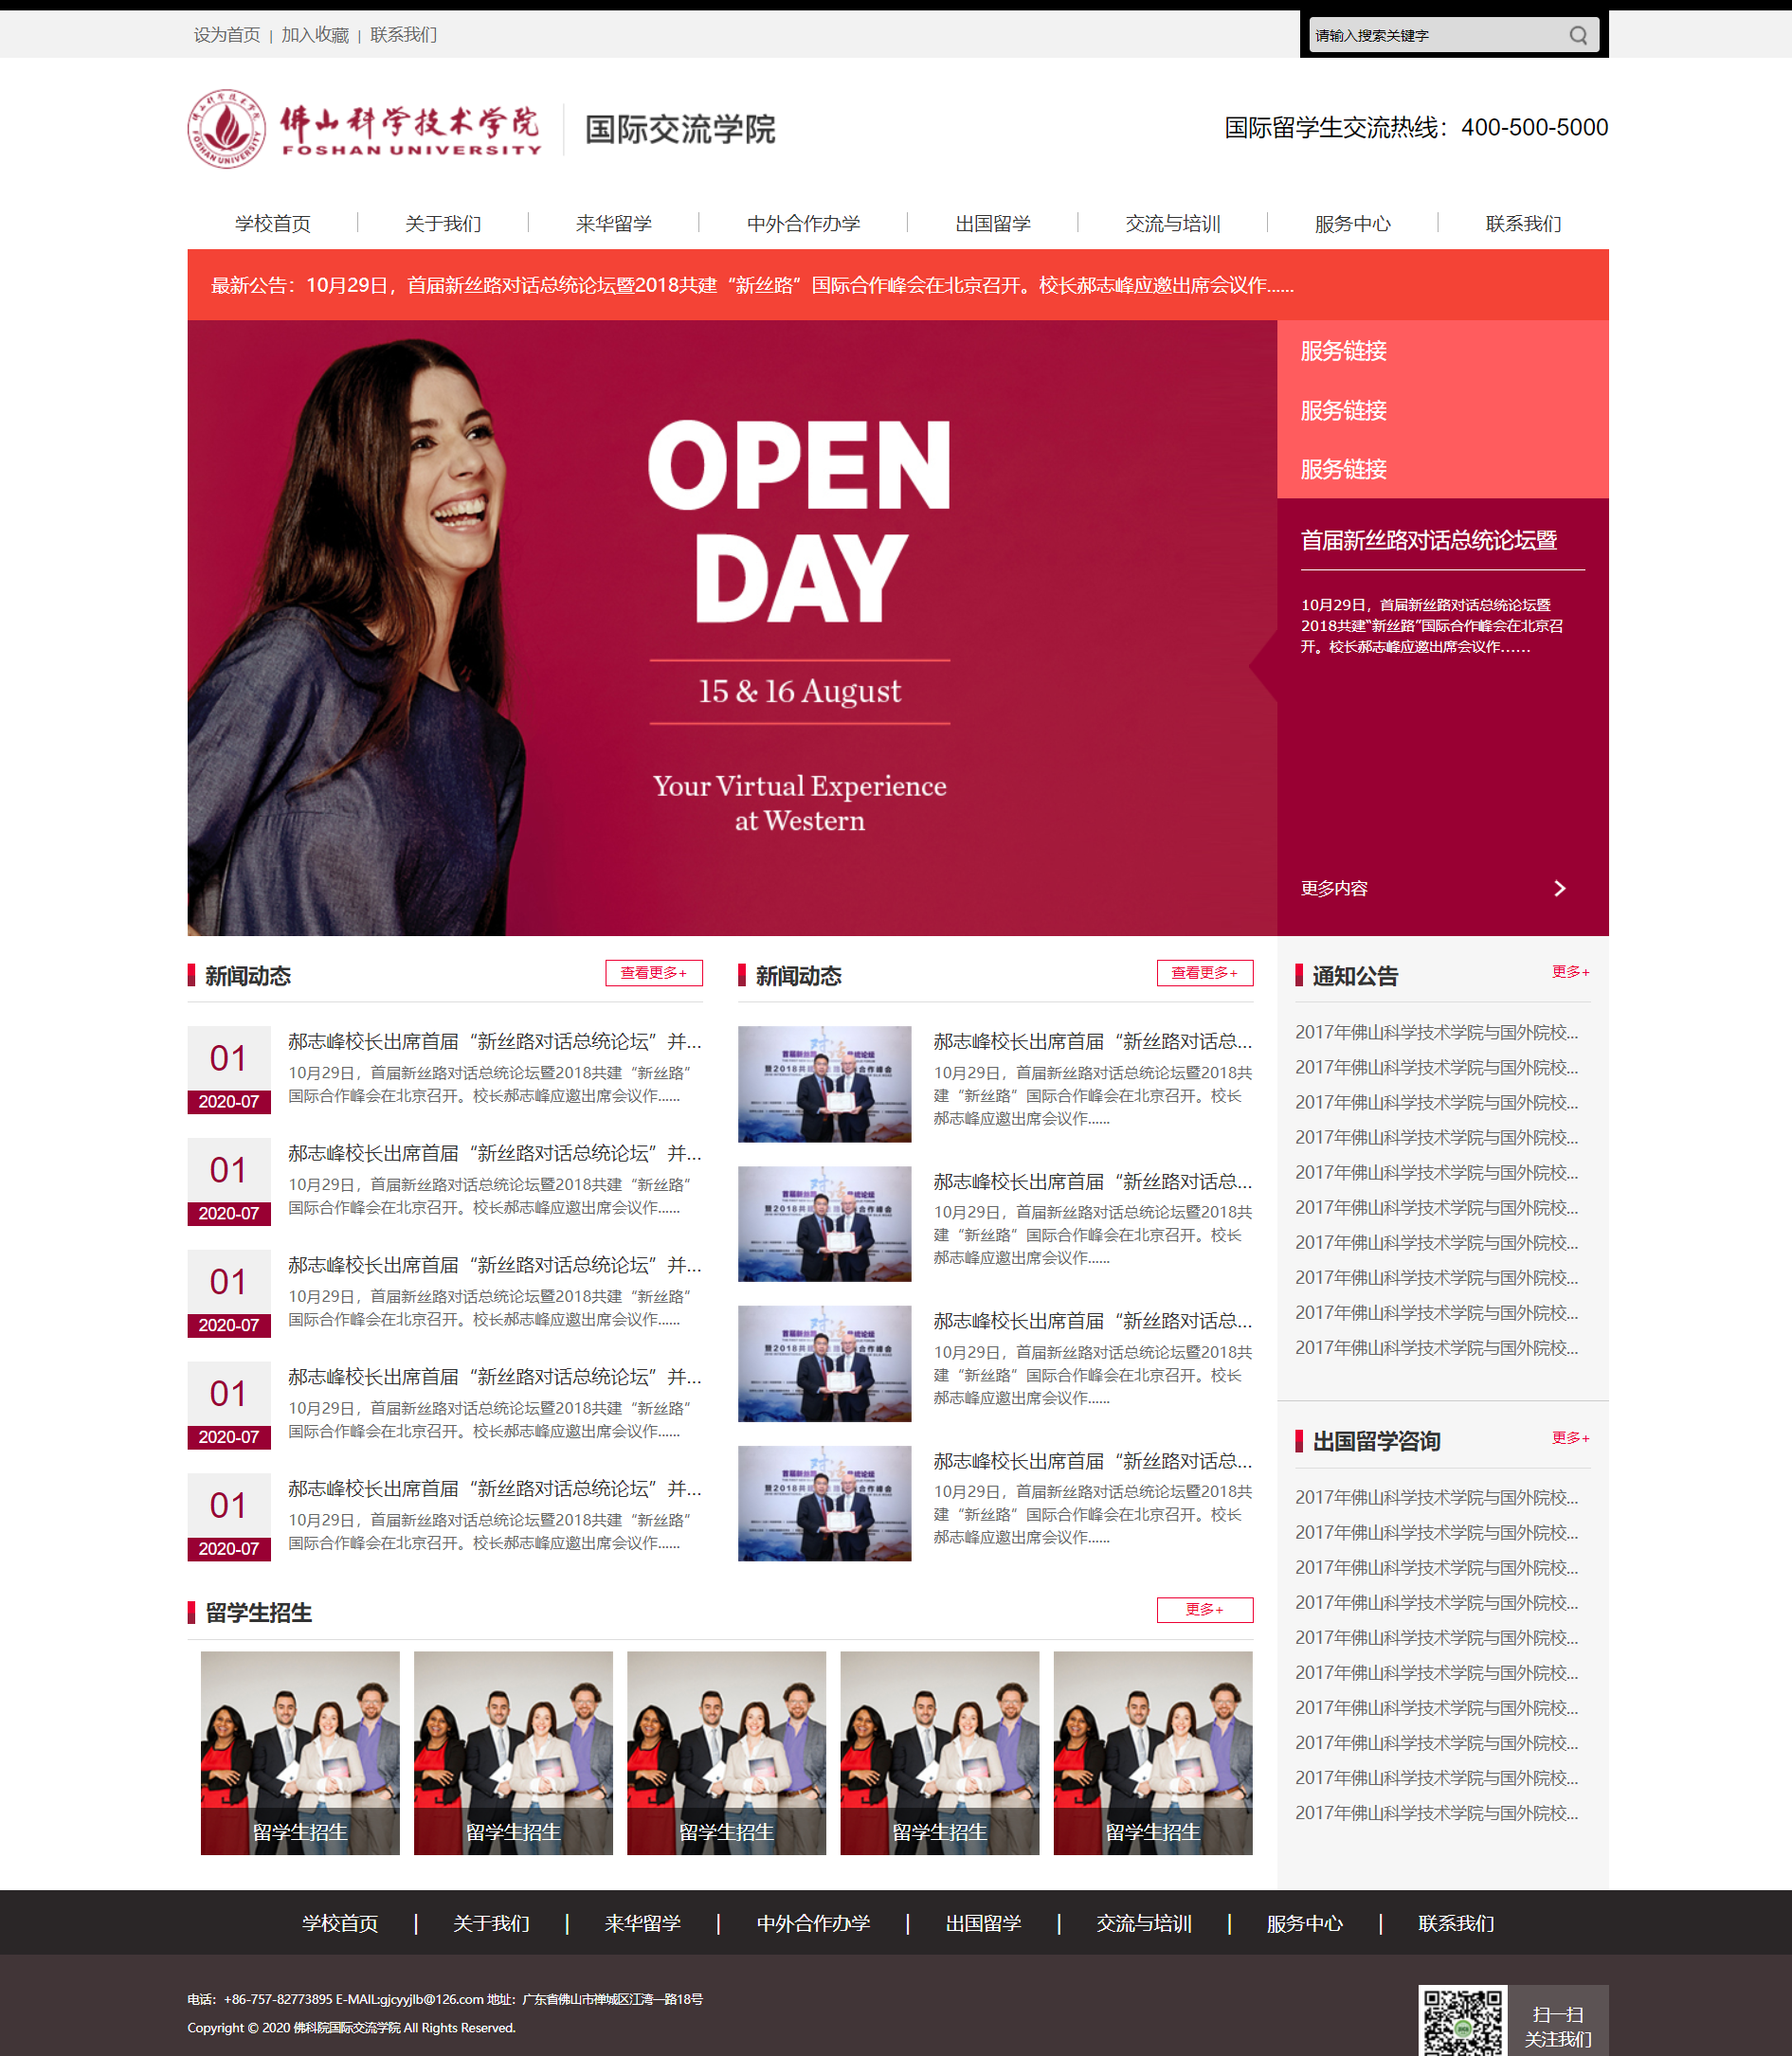 设为首页 | 加入收藏 | 联系我们
请输入搜索关键字
佛山科学技术学院
FOSHAN UNIVERSITY
国际交流学院
国际留学生交流热线：400-500-5000
学校首页 关于我们 来华留学 中外合作办学 出国留学 交流与培训 服务中心 联系我们
最新公告：10月29日，首届新丝路对话总统论坛暨2018共建“新丝路”国际合作峰会在北京召开。校长郝志峰应邀出席会议作......
OPEN
DAY
15 & 16 August
Your Virtual Experience
at Western
服务链接
服务链接
服务链接
首届新丝路对话总统论坛暨
10月29日，首届新丝路对话总统论坛暨
2018共建“新丝路”国际合作峰会在北京召
开。校长郝志峰应邀出席会议作……
更多内容
新闻动态 查看更多+
01
2020-07
郝志峰校长出席首届“新丝路对话总统论坛”并...
10月29日，首届新丝路对话总统论坛暨2018共建“新丝路”
国际合作峰会在北京召开。校长郝志峰应邀出席会议作......
01
2020-07
郝志峰校长出席首届“新丝路对话总统论坛”并...
10月29日，首届新丝路对话总统论坛暨2018共建“新丝路”
国际合作峰会在北京召开。校长郝志峰应邀出席会议作......
01
2020-07
郝志峰校长出席首届“新丝路对话总统论坛”并...
10月29日，首届新丝路对话总统论坛暨2018共建“新丝路”
国际合作峰会在北京召开。校长郝志峰应邀出席会议作......
01
2020-07
郝志峰校长出席首届“新丝路对话总统论坛”并...
10月29日，首届新丝路对话总统论坛暨2018共建“新丝路”
国际合作峰会在北京召开。校长郝志峰应邀出席会议作......
01
2020-07
郝志峰校长出席首届“新丝路对话总统论坛”并...
10月29日，首届新丝路对话总统论坛暨2018共建“新丝路”
国际合作峰会在北京召开。校长郝志峰应邀出席会议作......
新闻动态 查看更多+
郝志峰校长出席首届“新丝路对话总...
10月29日，首届新丝路对话总统论坛暨2018共
建“新丝路”国际合作峰会在北京召开。校长
郝志峰应邀出席会议作......
郝志峰校长出席首届“新丝路对话总...
10月29日，首届新丝路对话总统论坛暨2018共
建“新丝路”国际合作峰会在北京召开。校长
郝志峰应邀出席会议作......
郝志峰校长出席首届“新丝路对话总...
10月29日，首届新丝路对话总统论坛暨2018共
建“新丝路”国际合作峰会在北京召开。校长
郝志峰应邀出席会议作......
郝志峰校长出席首届“新丝路对话总...
10月29日，首届新丝路对话总统论坛暨2018共
建“新丝路”国际合作峰会在北京召开。校长
郝志峰应邀出席会议作......
通知公告 更多+
2017年佛山科学技术学院与国外院校...
2017年佛山科学技术学院与国外院校...
2017年佛山科学技术学院与国外院校...
2017年佛山科学技术学院与国外院校...
2017年佛山科学技术学院与国外院校...
2017年佛山科学技术学院与国外院校...
2017年佛山科学技术学院与国外院校...
2017年佛山科学技术学院与国外院校...
2017年佛山科学技术学院与国外院校...
2017年佛山科学技术学院与国外院校...
出国留学咨询 更多+
2017年佛山科学技术学院与国外院校...
2017年佛山科学技术学院与国外院校...
2017年佛山科学技术学院与国外院校...
2017年佛山科学技术学院与国外院校...
2017年佛山科学技术学院与国外院校...
2017年佛山科学技术学院与国外院校...
2017年佛山科学技术学院与国外院校...
2017年佛山科学技术学院与国外院校...
2017年佛山科学技术学院与国外院校...
2017年佛山科学技术学院与国外院校...
留学生招生 更多+
留学生招生 留学生招生 留学生招生 留学生招生 留学生招生
学校首页 | 关于我们 | 来华留学 | 中外合作办学 | 出国留学 | 交流与培训 | 服务中心 | 联系我们
电话：+86-757-82773895 E-MAIL:gjcyyjlb@126.com 地址：广东省佛山市禅城区江湾一路18号
Copyright © 2020 佛科院国际交流学院 All Rights Reserved.
扫一扫
关注我们